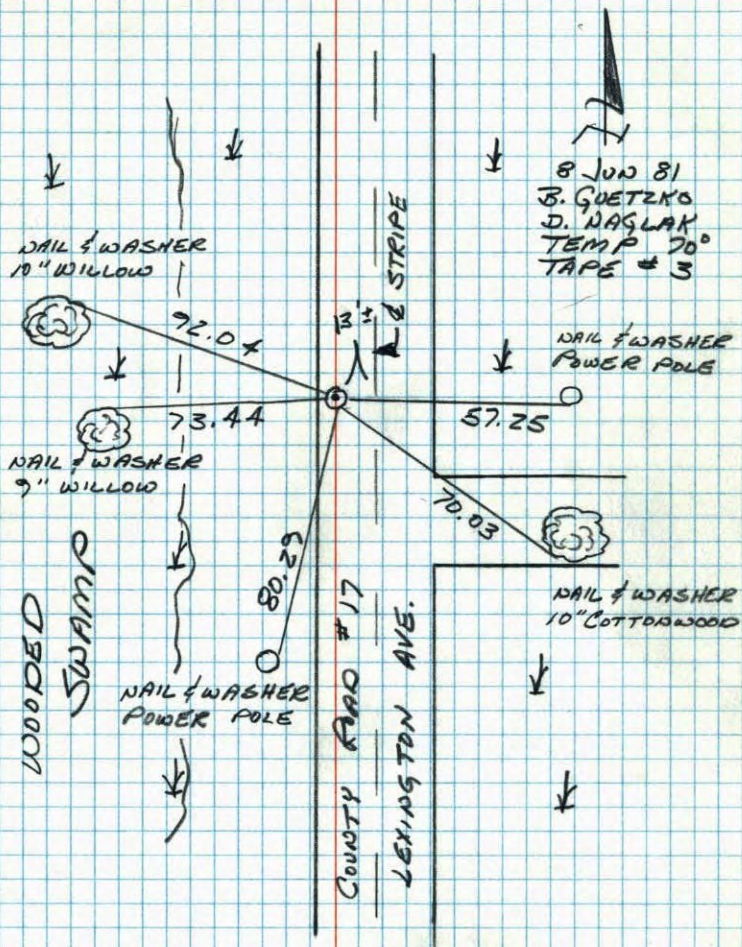 8 JUN 81
B. GUETZKO
D. NAGLAK
TEMP 70°
TAPE # 3
NAIL & WASHER
10" WILLOW
92.04
13'±
℄ STRIPE
NAIL & WASHER
POWER POLE
73.44
57.25
NAIL & WASHER
9" WILLOW
70.03
80.29
NAIL & WASHER
10" COTTONWOOD
WOODED
SWAMP
NAIL & WASHER
POWER POLE
COUNTY ROAD #17
LEXINGTON AVE.